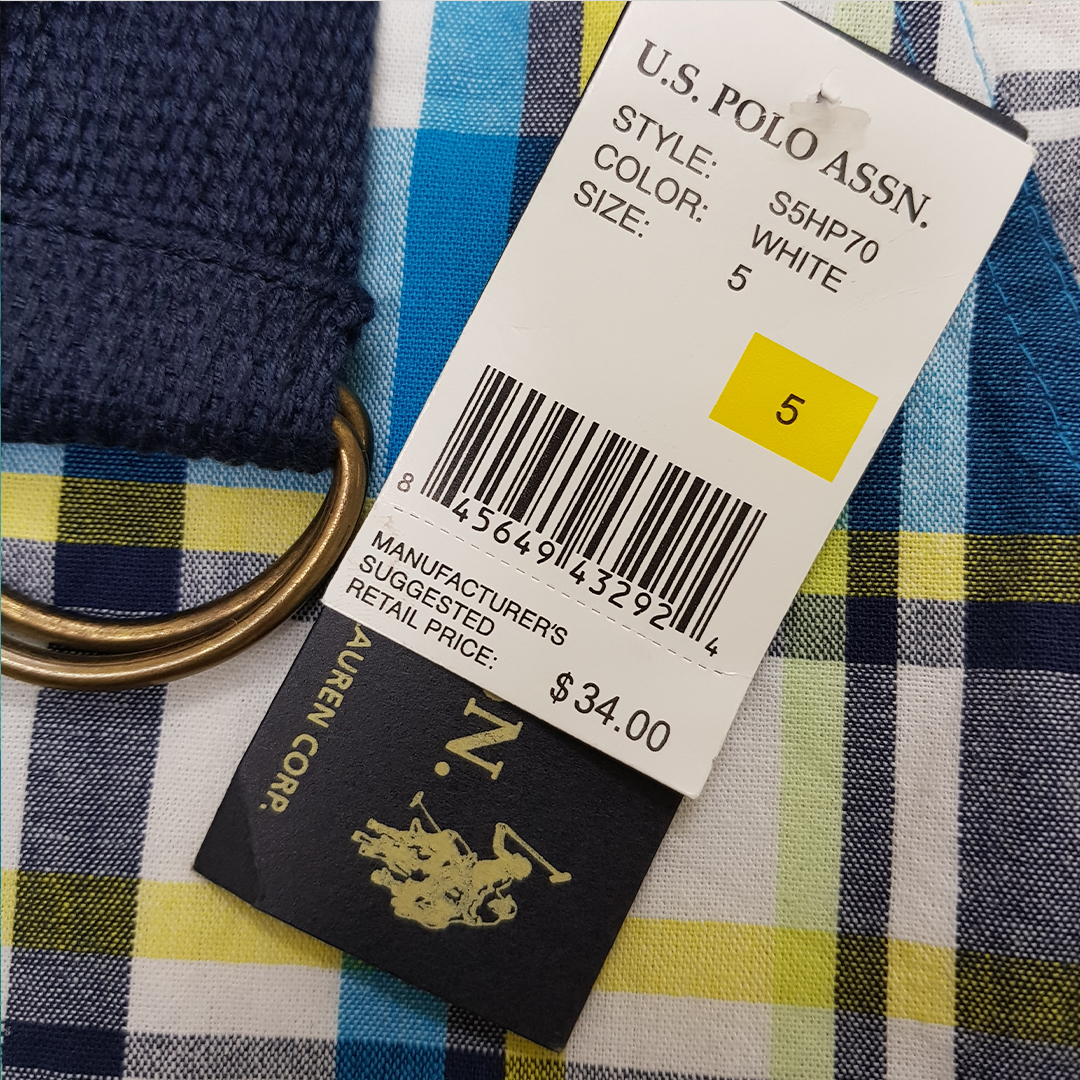 U.S. POLO ASSN.
STYLE: S5HP70
COLOR: WHITE
SIZE: 5
5
8 45649 43292 4
MANUFACTURER'S
SUGGESTED
RETAIL PRICE:
$34.00
N.
AUREN CORP.